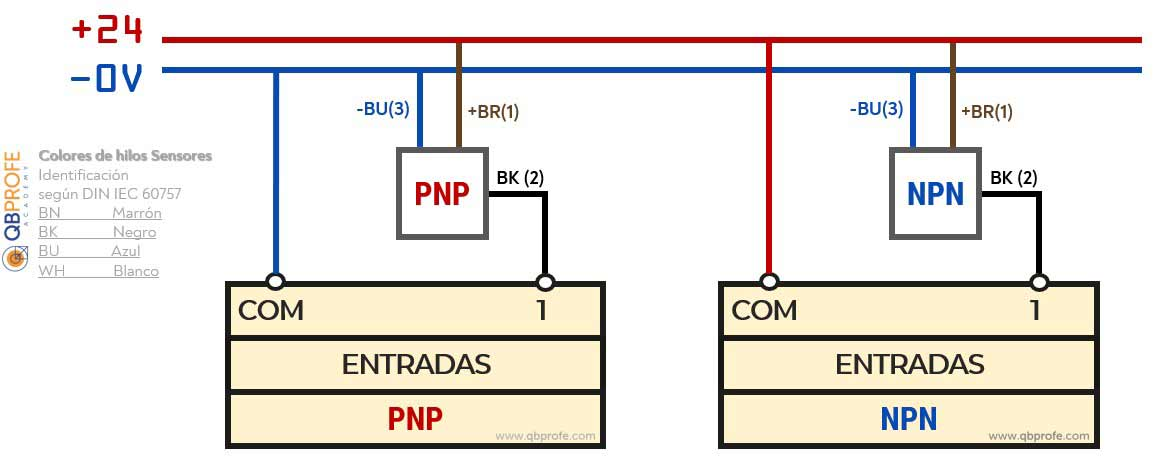 +24
-0V
-BU(3)
+BR(1)
-BU(3)
+BR(1)
QBPROFE
ACADEMY
Colores de hilos Sensores
Identificación
según DIN IEC 60757
BN Marrón
BK Negro
BU Azul
WH Blanco
PNP
BK (2)
NPN
BK (2)
COM 1
ENTRADAS
PNP
www.qbprofe.com
COM 1
ENTRADAS
NPN
www.qbprofe.com